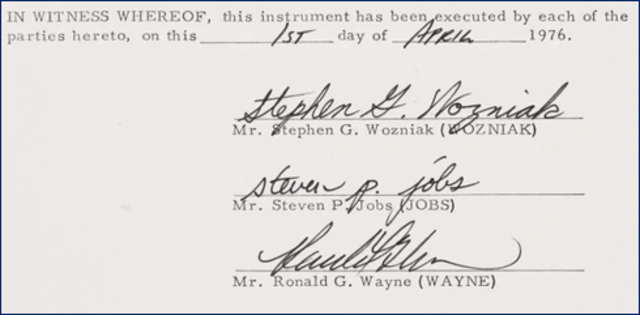 IN WITNESS WHEREOF, this instrument has been executed by each of the
parties hereto, on this 1ST day of APRIL 1976.
Stephen G. Wozniak
Mr. Stephen G. Wozniak (WOZNIAK)
steven p. jobs
Mr. Steven P. Jobs (JOBS)
Mr. Ronald G. Wayne (WAYNE)